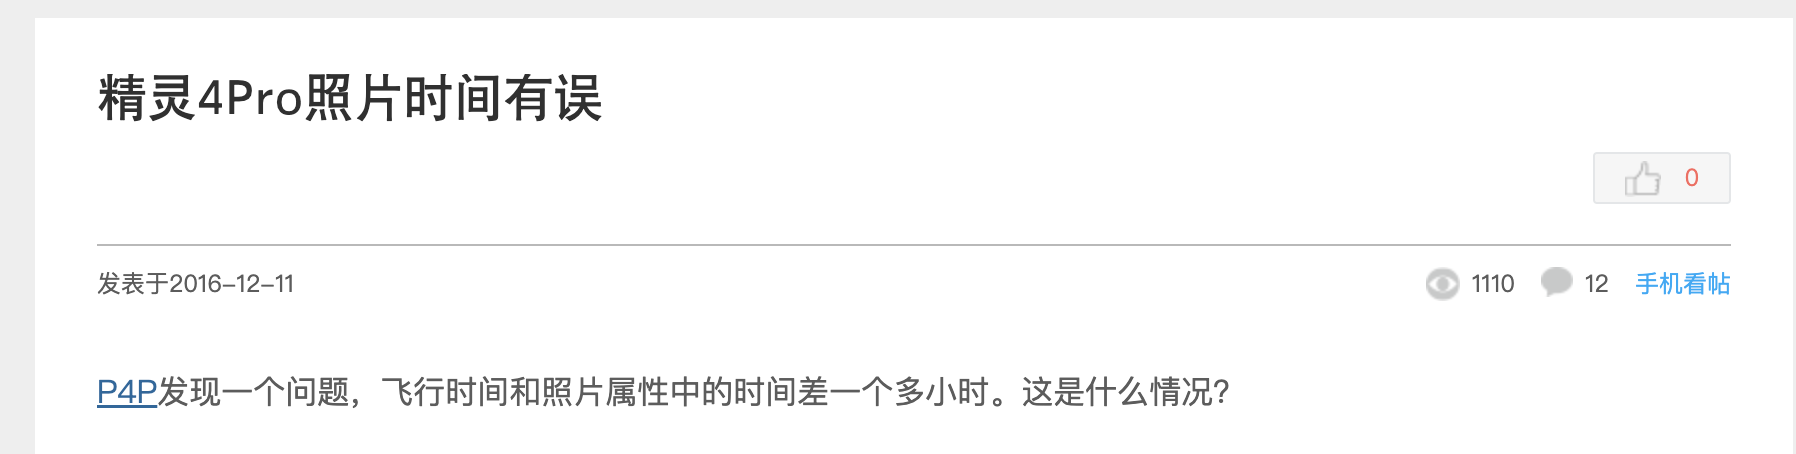 精灵4Pro照片时间有误
0
发表于2016-12-11 1110 12 手机看帖
P4P发现一个问题，飞行时间和照片属性中的时间差一个多小时。这是什么情况？